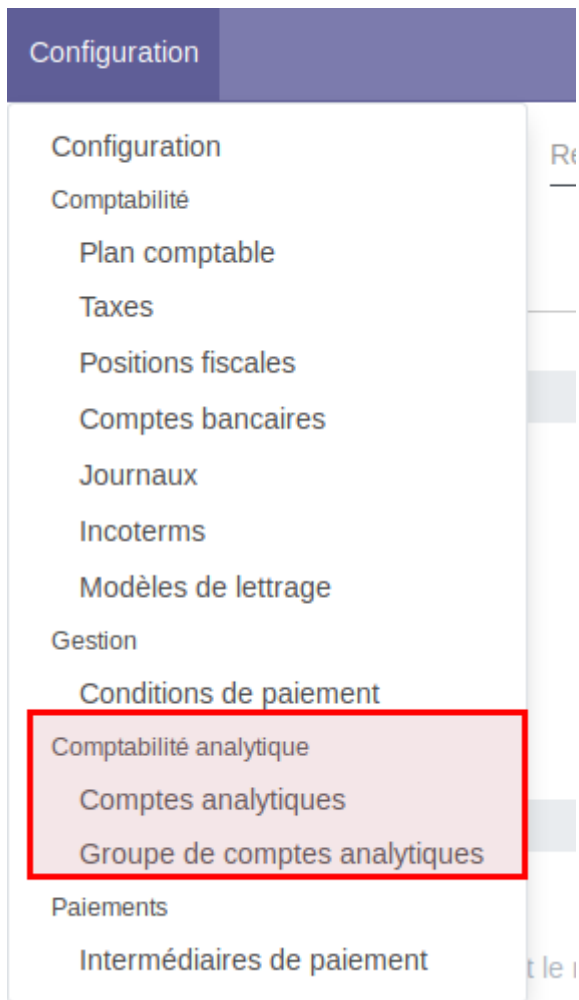 Configuration
Configuration
Comptabilité
Plan comptable
Taxes
Positions fiscales
Comptes bancaires
Journaux
Incoterms
Modèles de lettrage
Gestion
Conditions de paiement
Comptabilité analytique
Comptes analytiques
Groupe de comptes analytiques
Paiements
Intermédiaires de paiement
le